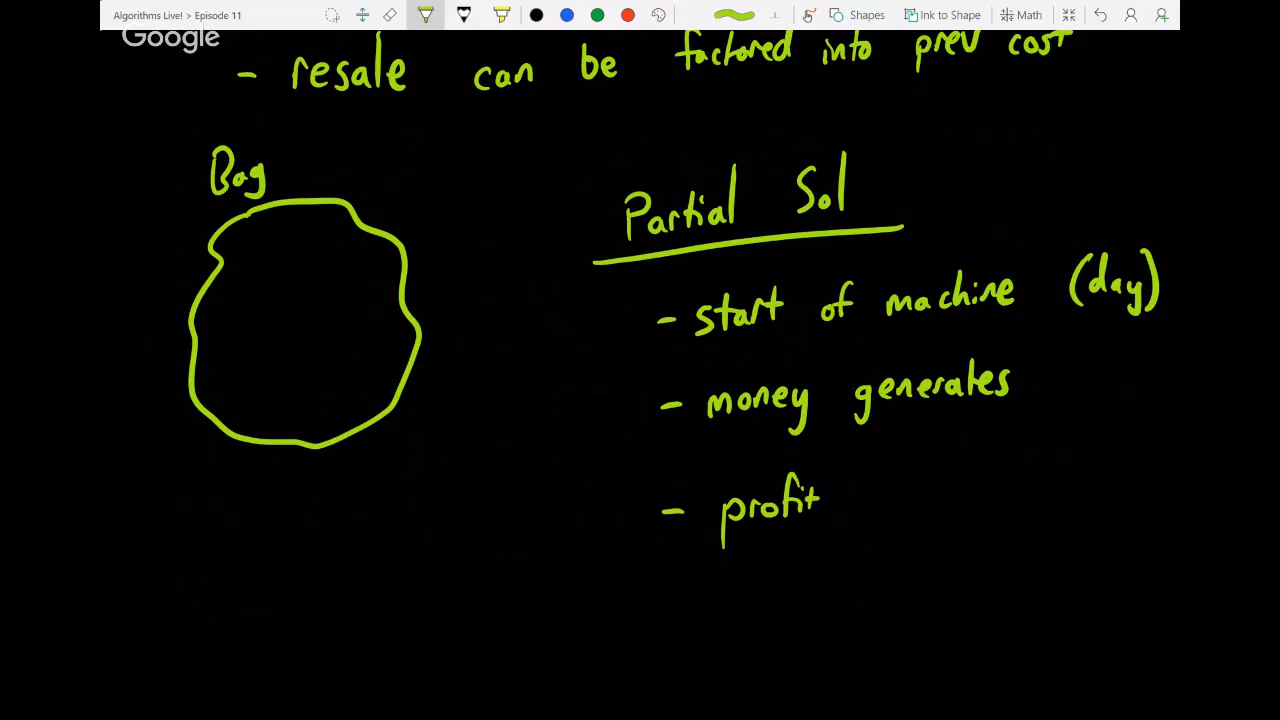 Algorithms Live! > Episode 11
Shapes
Ink to Shape
Math
Google
- resale can be factored into prev cost
Bag
Partial Sol
- start of machine (day)
- money generates
- profit